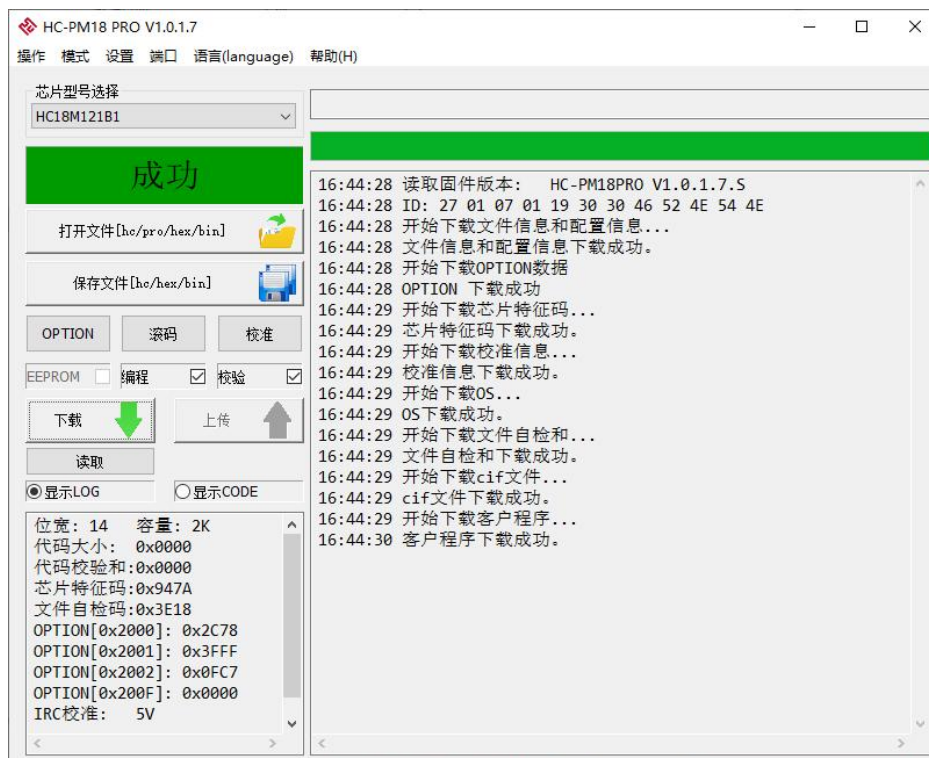 HC-PM18 PRO V1.0.1.7
操作 模式 设置 端口 语言(language) 帮助(H)
芯片型号选择
HC18M121B1
成功
打开文件[hc/pro/hex/bin]
保存文件[hc/hex/bin]
OPTION 滚码 校准
EEPROM 编程 校验
下载 上传
读取
显示LOG 显示CODE
位宽: 14 容量: 2K
代码大小: 0x0000
代码校验和:0x0000
芯片特征码:0x947A
文件自检码:0x3E18
OPTION[0x2000]: 0x2C78
OPTION[0x2001]: 0x3FFF
OPTION[0x2002]: 0x0FC7
OPTION[0x200F]: 0x0000
IRC校准: 5V
16:44:28 读取固件版本: HC-PM18PRO V1.0.1.7.S
16:44:28 ID: 27 01 07 01 19 30 30 46 52 4E 54 4E
16:44:28 开始下载文件信息和配置信息...
16:44:28 文件信息和配置信息下载成功。
16:44:28 开始下载OPTION数据
16:44:28 OPTION 下载成功
16:44:29 开始下载芯片特征码...
16:44:29 芯片特征码下载成功。
16:44:29 开始下载校准信息...
16:44:29 校准信息下载成功。
16:44:29 开始下载OS...
16:44:29 OS下载成功。
16:44:29 开始下载文件自检和...
16:44:29 文件自检和下载成功。
16:44:29 开始下载cif文件...
16:44:29 cif文件下载成功。
16:44:29 开始下载客户程序...
16:44:30 客户程序下载成功。